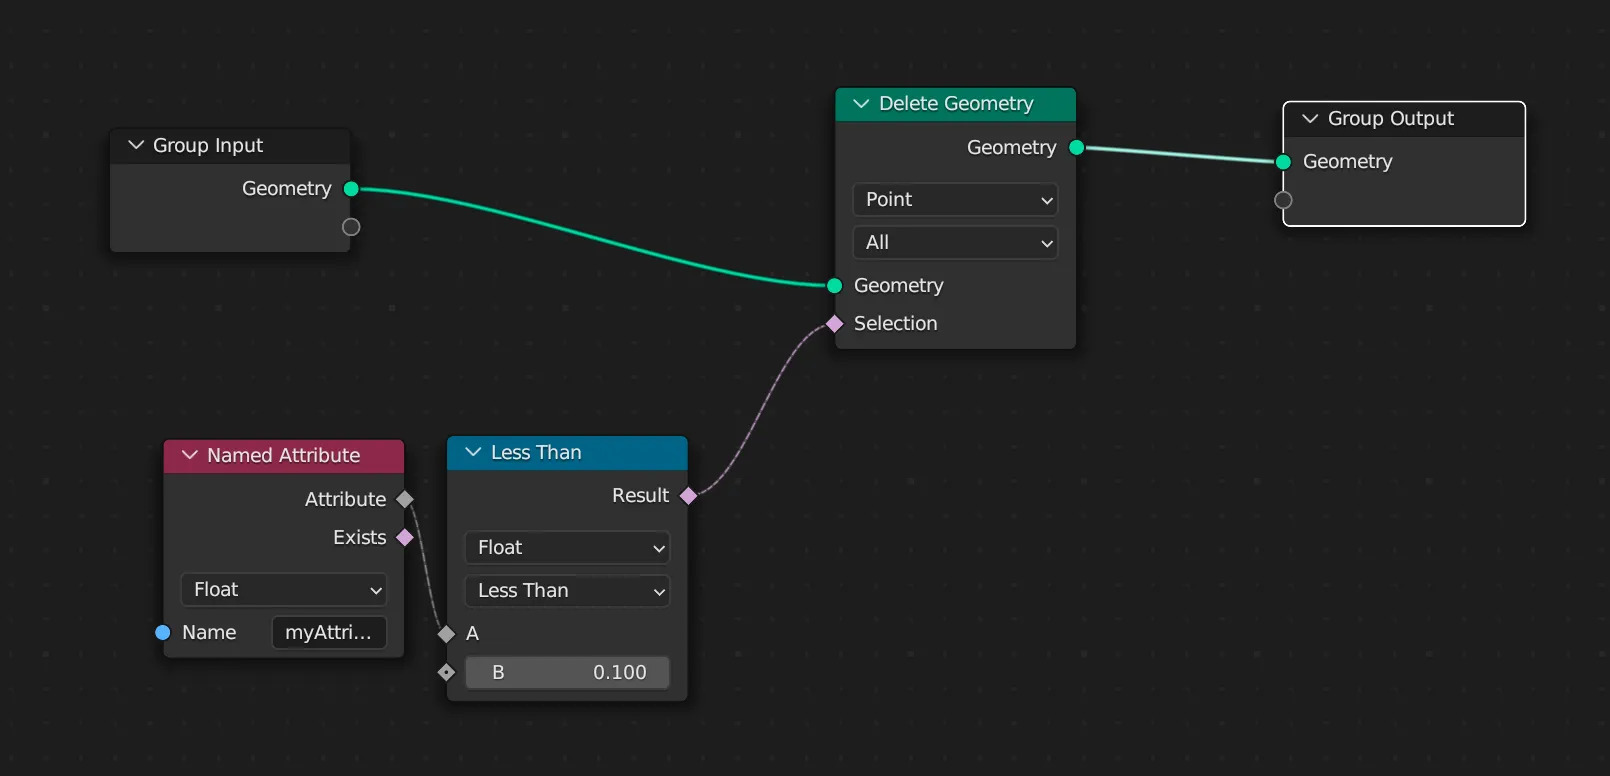 Group Input
Geometry
Delete Geometry
Geometry
Point
All
Geometry
Selection
Group Output
Geometry
Named Attribute
Attribute
Exists
Float
Name myAttri...
Less Than
Result
Float
Less Than
A
B 0.100